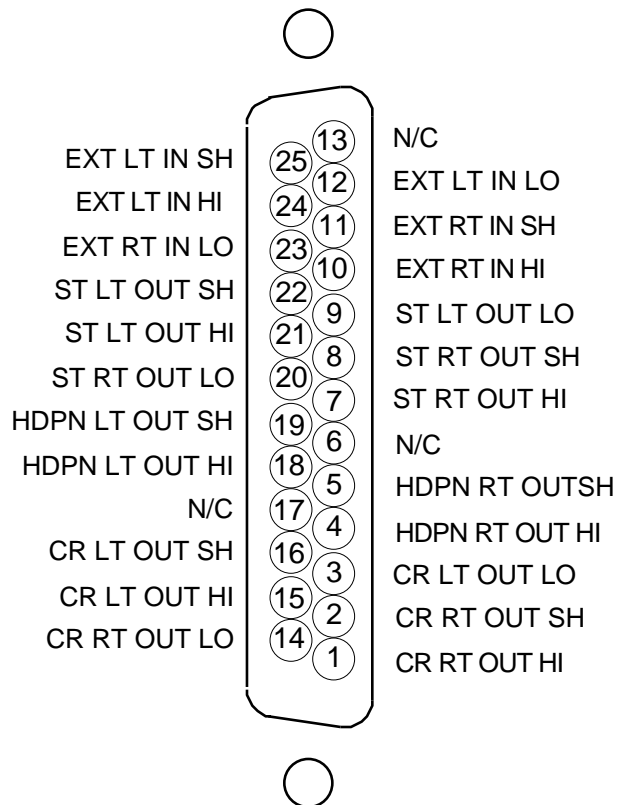 13 N/C
EXT LT IN SH 25
12 EXT LT IN LO
EXT LT IN HI 24
11 EXT RT IN SH
EXT RT IN LO 23
10 EXT RT IN HI
ST LT OUT SH 22
9 ST LT OUT LO
ST LT OUT HI 21
8 ST RT OUT SH
ST RT OUT LO 20
7 ST RT OUT HI
HDPN LT OUT SH 19
6 N/C
HDPN LT OUT HI 18
5 HDPN RT OUTSH
N/C 17
4 HDPN RT OUT HI
CR LT OUT SH 16
3 CR LT OUT LO
CR LT OUT HI 15
2 CR RT OUT SH
CR RT OUT LO 14
1 CR RT OUT HI